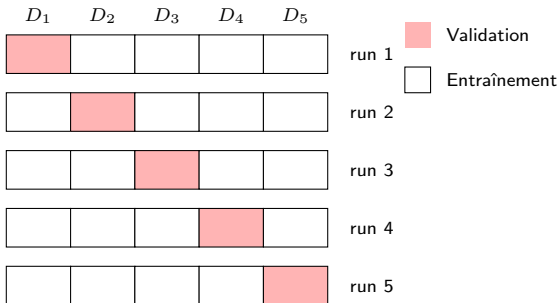 D1 D2 D3 D4 D5
Validation
run 1
Entraînement
run 2
run 3
run 4
run 5